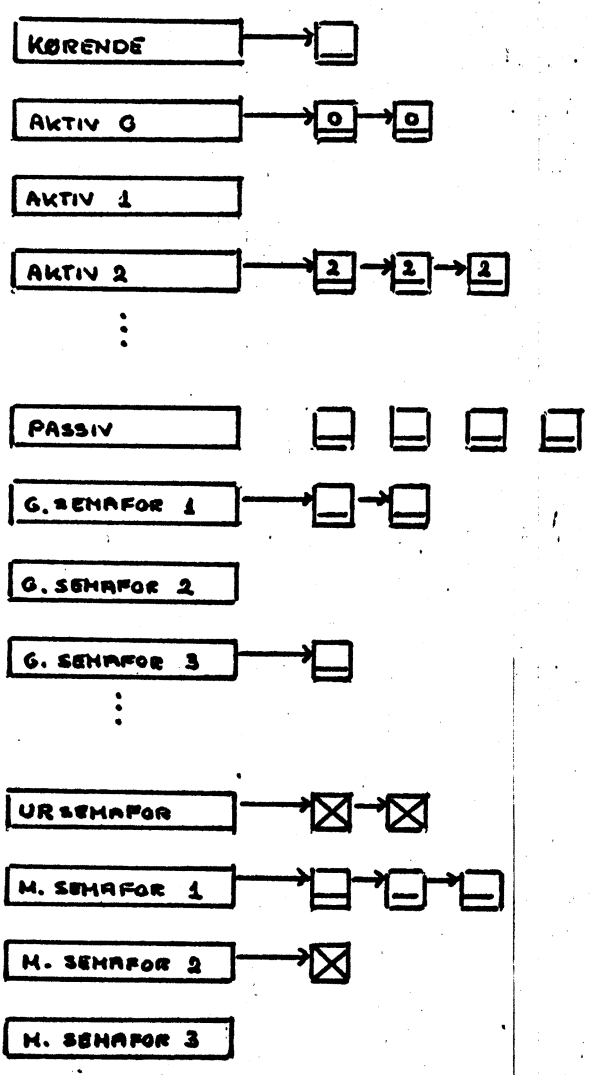 KØRENDE
AKTIV 0
0 0
AKTIV 1
AKTIV 2
2 2 2
PASSIV
G. SEMAFOR 1
G. SEMAFOR 2
G. SEMAFOR 3
UR SEMAFOR
M. SEMAFOR 1
M. SEMAFOR 2
M. SEMAFOR 3